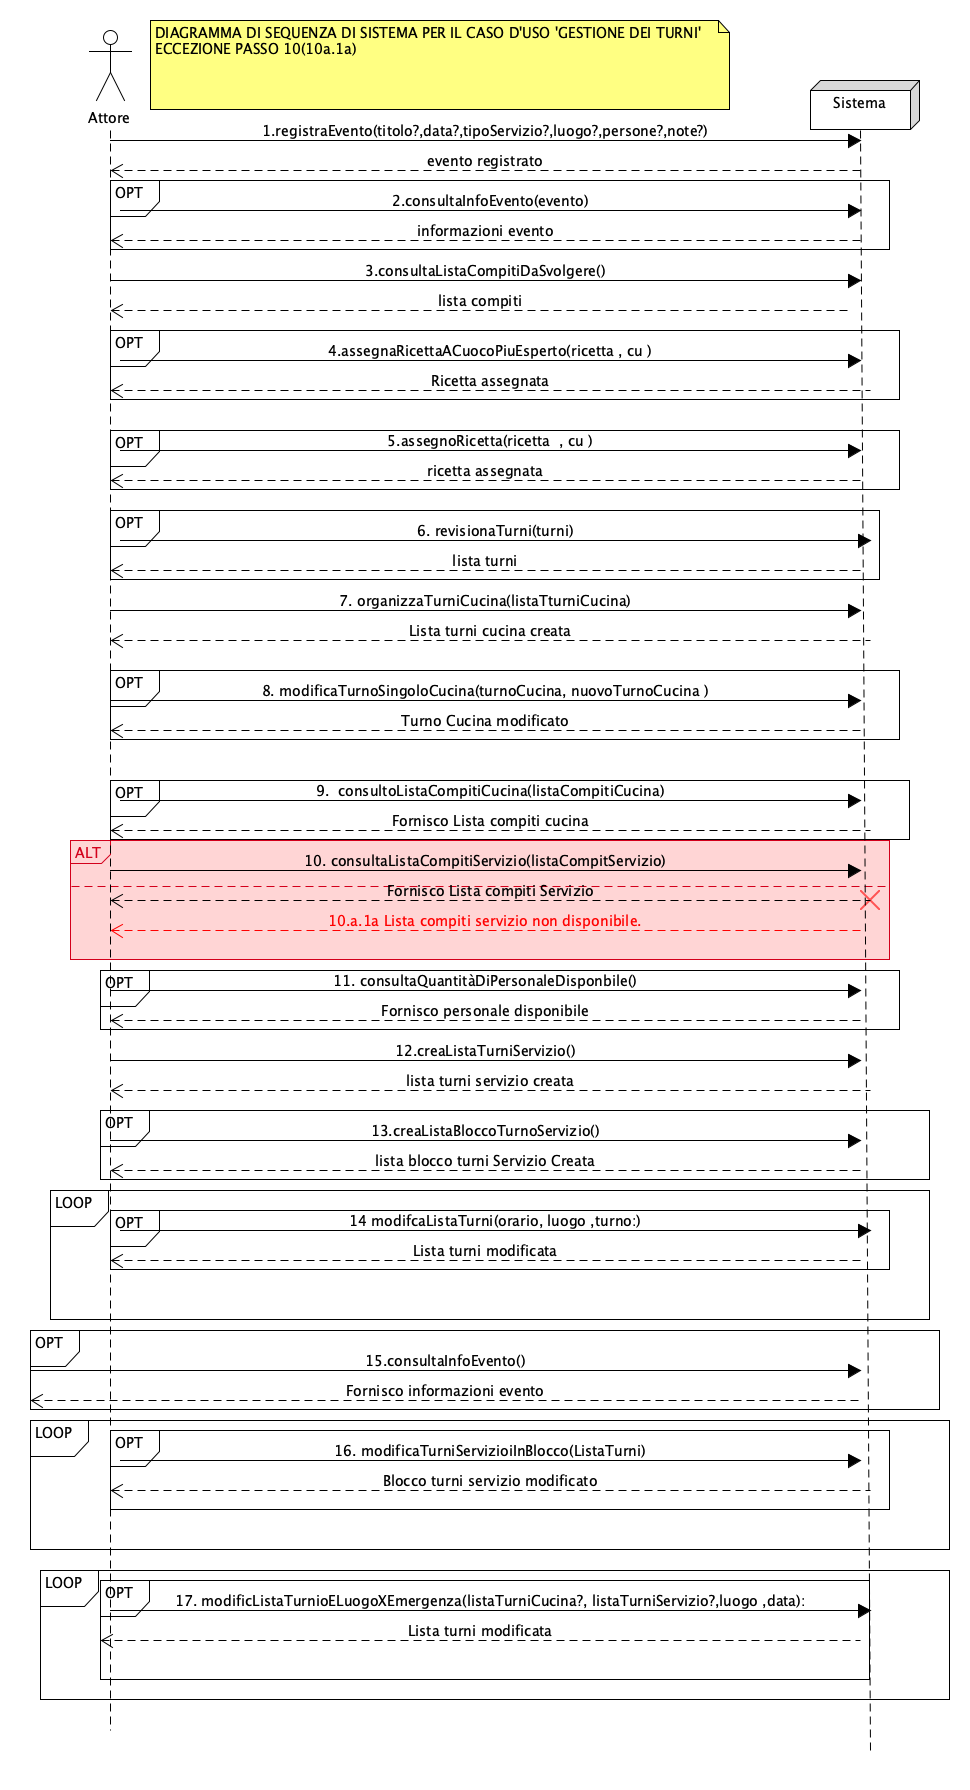 DIAGRAMMA DI SEQUENZA DI SISTEMA PER IL CASO D'USO 'GESTIONE DEI TURNI'
ECCEZIONE PASSO 10(10a.1a)
Attore
Sistema
1.registraEvento(titolo?,data?,tipoServizio?,luogo?,persone?,note?)
evento registrato
OPT
2.consultaInfoEvento(evento)
informazioni evento
3.consultaListaCompitiDaSvolgere()
lista compiti
OPT
4.assegnaRicettaACuocoPiuEsperto(ricetta , cu )
Ricetta assegnata
OPT
5.assegnoRicetta(ricetta  , cu )
ricetta assegnata
OPT
6. revisionaTurni(turni)
lista turni
7. organizzaTurniCucina(listaTturniCucina)
Lista turni cucina creata
OPT
8. modificaTurnoSingoloCucina(turnoCucina, nuovoTurnoCucina )
Turno Cucina modificato
OPT
9.  consultoListaCompitiCucina(listaCompitiCucina)
Fornisco Lista compiti cucina
ALT
10. consultaListaCompitiServizio(listaCompitServizio)
Fornisco Lista compiti Servizio
10.a.1a Lista compiti servizio non disponibile.
OPT
11. consultaQuantitàDiPersonaleDisponbile()
Fornisco personale disponibile
12.creaListaTurniServizio()
lista turni servizio creata
OPT
13.creaListaBloccoTurnoServizio()
lista blocco turni Servizio Creata
LOOP
OPT
14 modifcaListaTurni(orario, luogo ,turno:)
Lista turni modificata
OPT
15.consultaInfoEvento()
Fornisco informazioni evento
LOOP
OPT
16. modificaTurniServizioiInBlocco(ListaTurni)
Blocco turni servizio modificato
LOOP
OPT
17. modificListaTurnioELuogoXEmergenza(listaTurniCucina?, listaTurniServizio?,luogo ,data):
Lista turni modificata